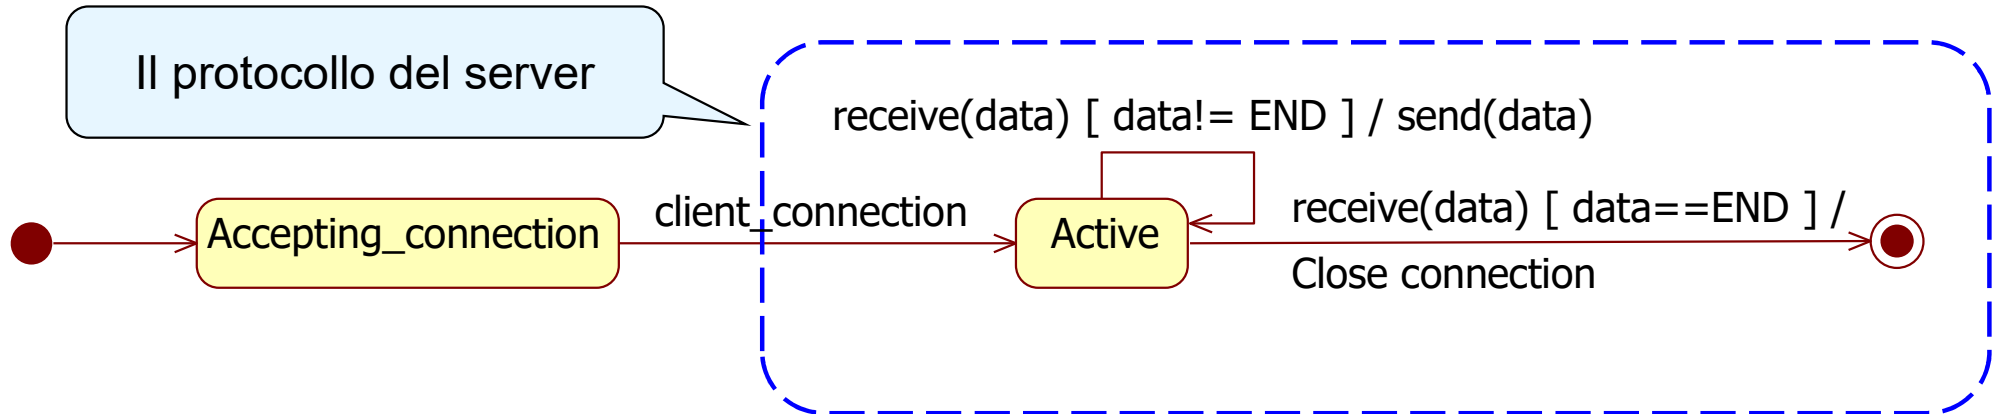 Il protocollo del server
receive(data) [ data!= END ] / send(data)
Accepting_connection
client_connection
Active
receive(data) [ data==END ] /
Close connection